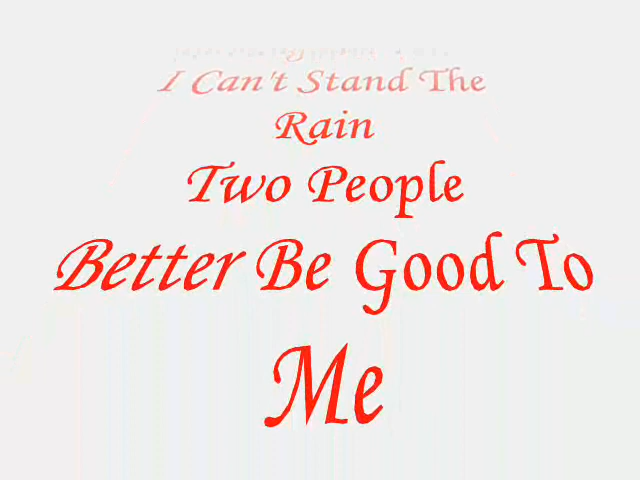 I Can't Stand The
Rain
Two People
Better Be Good To
Me